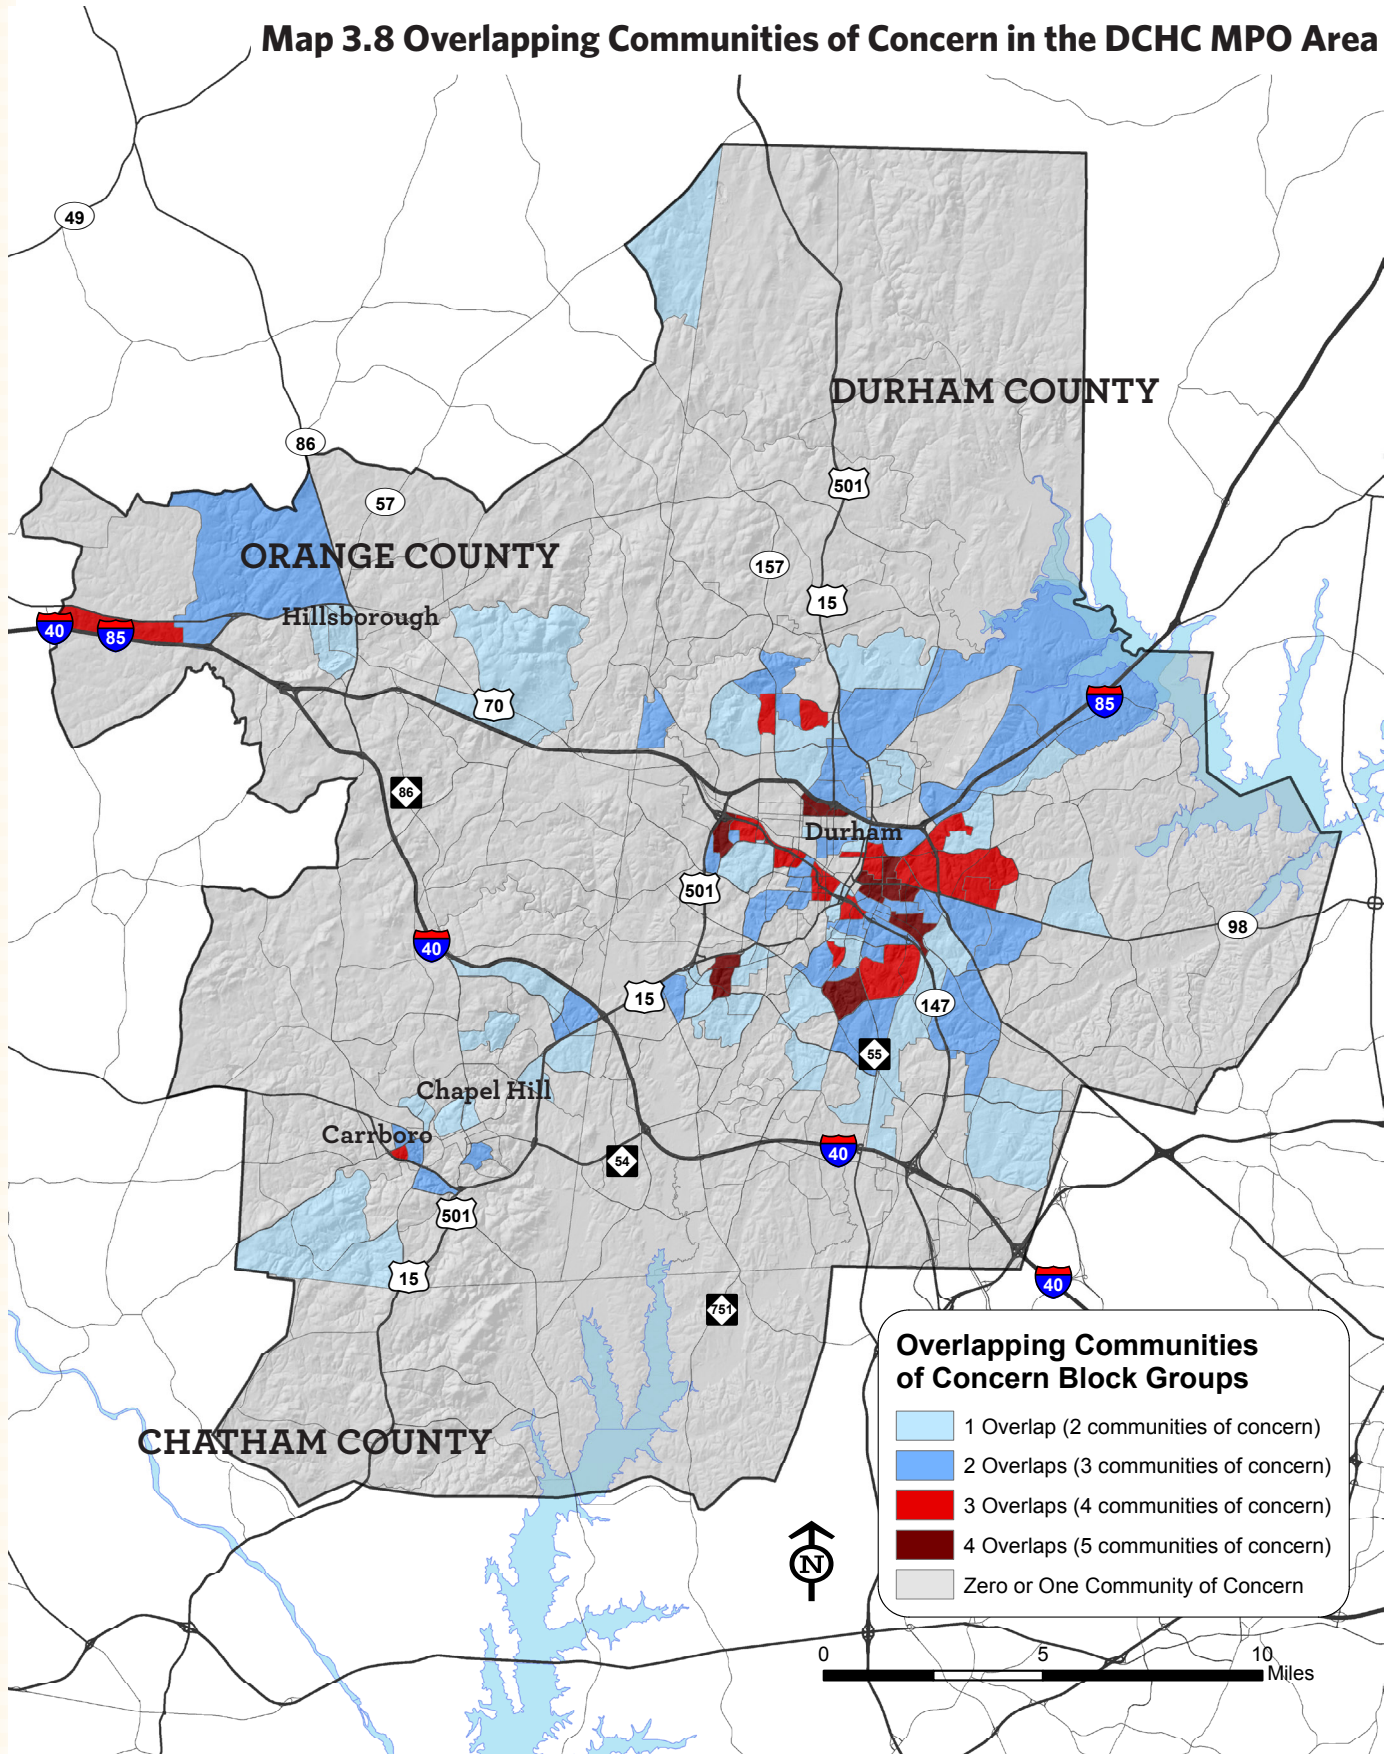 Map 3.8 Overlapping Communities of Concern in the DCHC MPO Area
49
DURHAM COUNTY
86
501
57
ORANGE COUNTY
157
15
Hillsborough
40
85
70
85
86
Durham
501
98
40
15
147
55
Chapel Hill
Carrboro
40
54
501
15
40
751
Overlapping Communities
of Concern Block Groups
1 Overlap (2 communities of concern)
CHATHAM COUNTY
2 Overlaps (3 communities of concern)
3 Overlaps (4 communities of concern)
4 Overlaps (5 communities of concern)
N
Zero or One Community of Concern
0 5 10
Miles